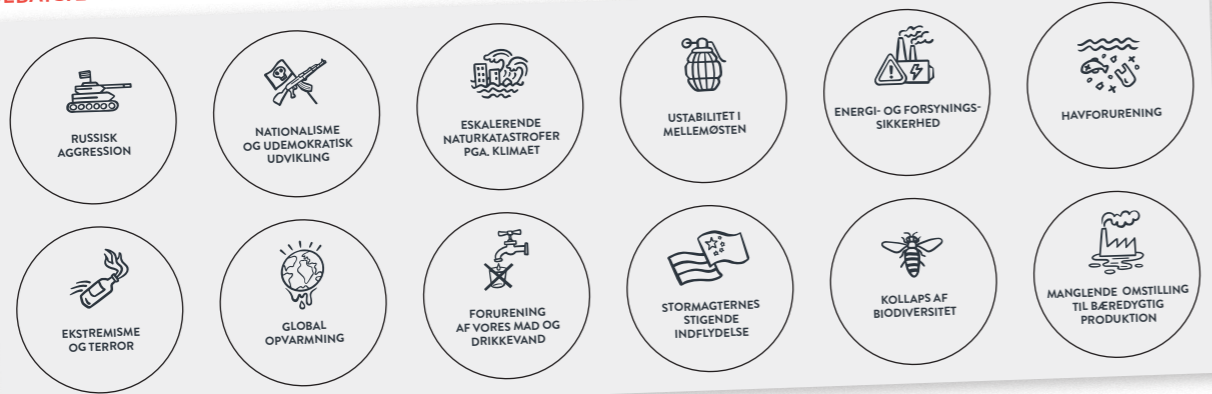 RUSSISK
AGGRESSION
NATIONALISME
OG UDEMOKRATISK
UDVIKLING
ESKALERENDE
NATURKATASTROFER
PGA. KLIMAET
USTABILITET I
MELLEMØSTEN
ENERGI- OG FORSYNINGS-
SIKKERHED
HAVFORURENING
EKSTREMISME
OG TERROR
GLOBAL
OPVARMNING
FORURENING
AF VORES MAD OG
DRIKKEVAND
STORMAGTERNES
STIGENDE
INDFLYDELSE
KOLLAPS AF
BIODIVERSITET
MANGLENDE OMSTILLING
TIL BÆREDYGTIG
PRODUKTION